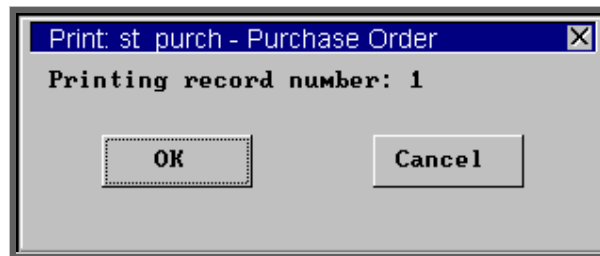 Print: st_purch - Purchase Order
Printing record number: 1
OK
Cancel